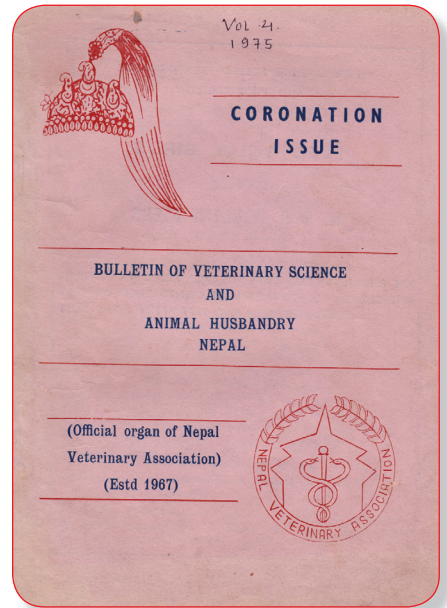 Vol 4.
1975
CORONATION
ISSUE
BULLETIN OF VETERINARY SCIENCE
AND
ANIMAL HUSBANDRY
NEPAL
(Official organ of Nepal
Veterinary Association)
(Estd 1967)
NEPAL VETERINARY ASSOCIATION